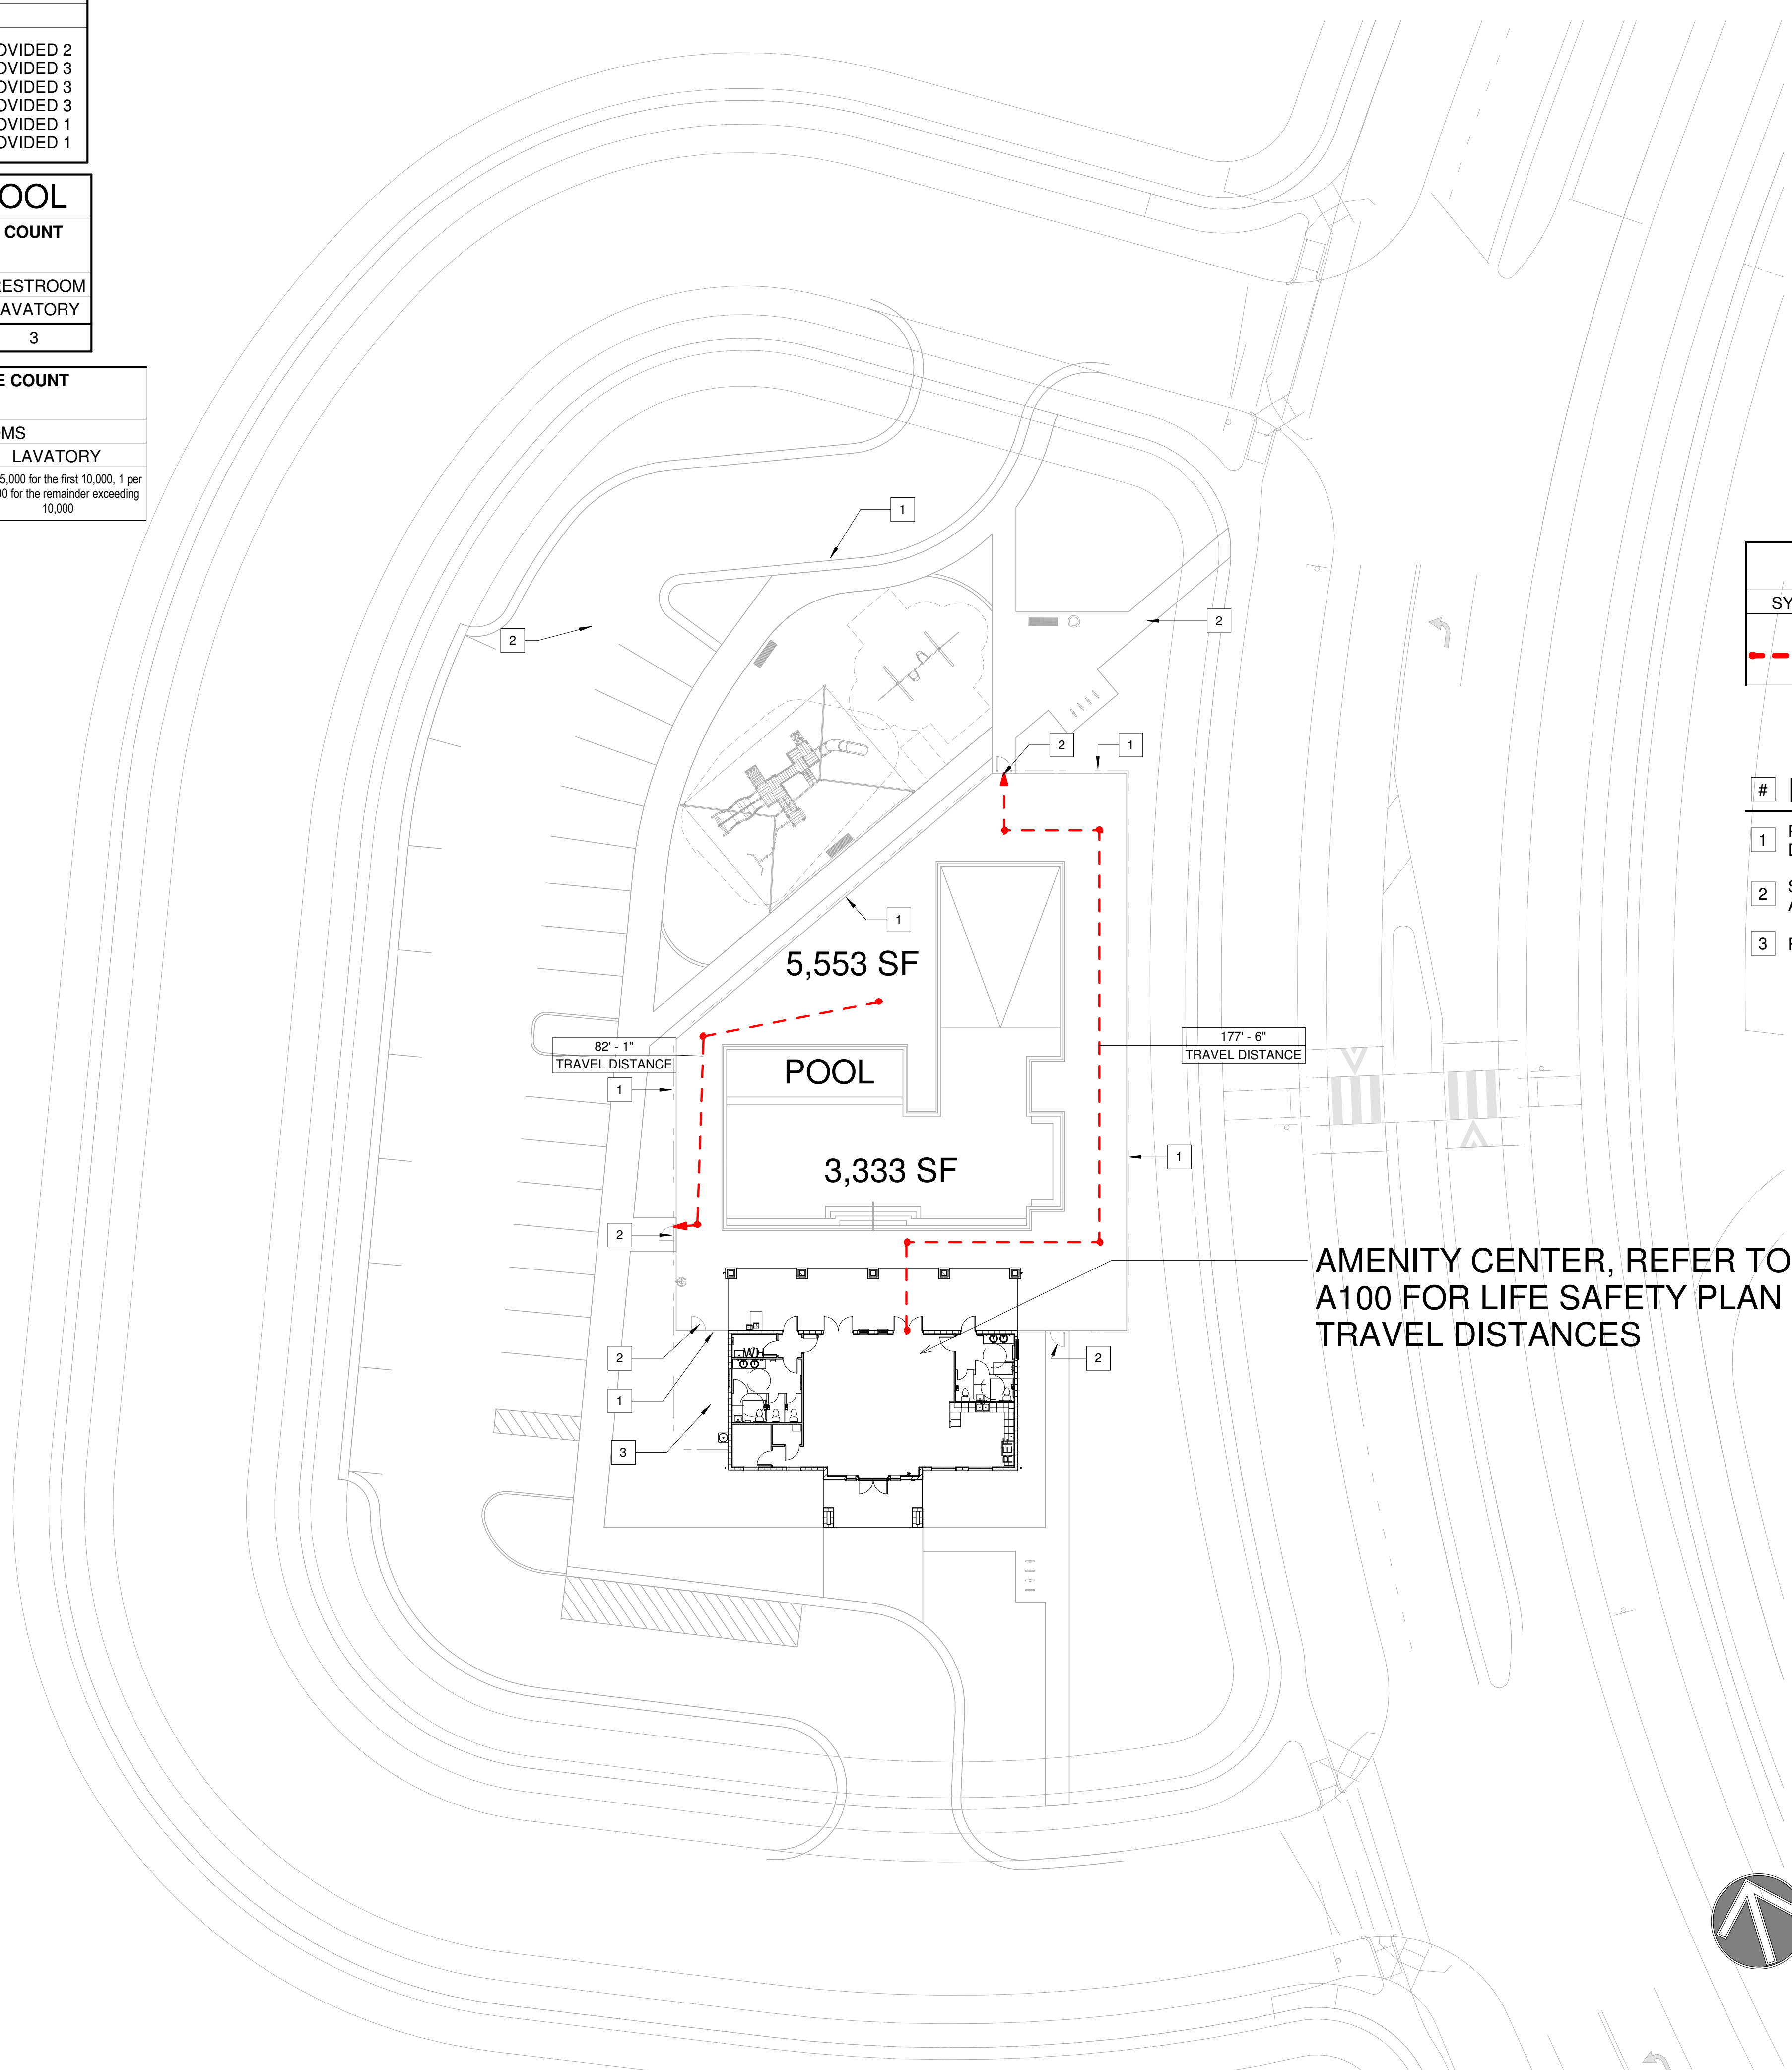 OVIDED 2
OVIDED 3
OVIDED 3
OVIDED 3
OVIDED 1
OVIDED 1
OOL
COUNT
RESTROOM
AVATORY
3
E COUNT
OMS
LAVATORY
5,000 for the first 10,000, 1 per
00 for the remainder exceeding
10,000
1
2
2
SY
2
1
#
1
2
3
1
5,553 SF
82' - 1"
TRAVEL DISTANCE
177' - 6"
TRAVEL DISTANCE
POOL
1
1
3,333 SF
2
AMENITY CENTER, REFER TO
A100 FOR LIFE SAFETY PLAN
TRAVEL DISTANCES
2
2
1
3